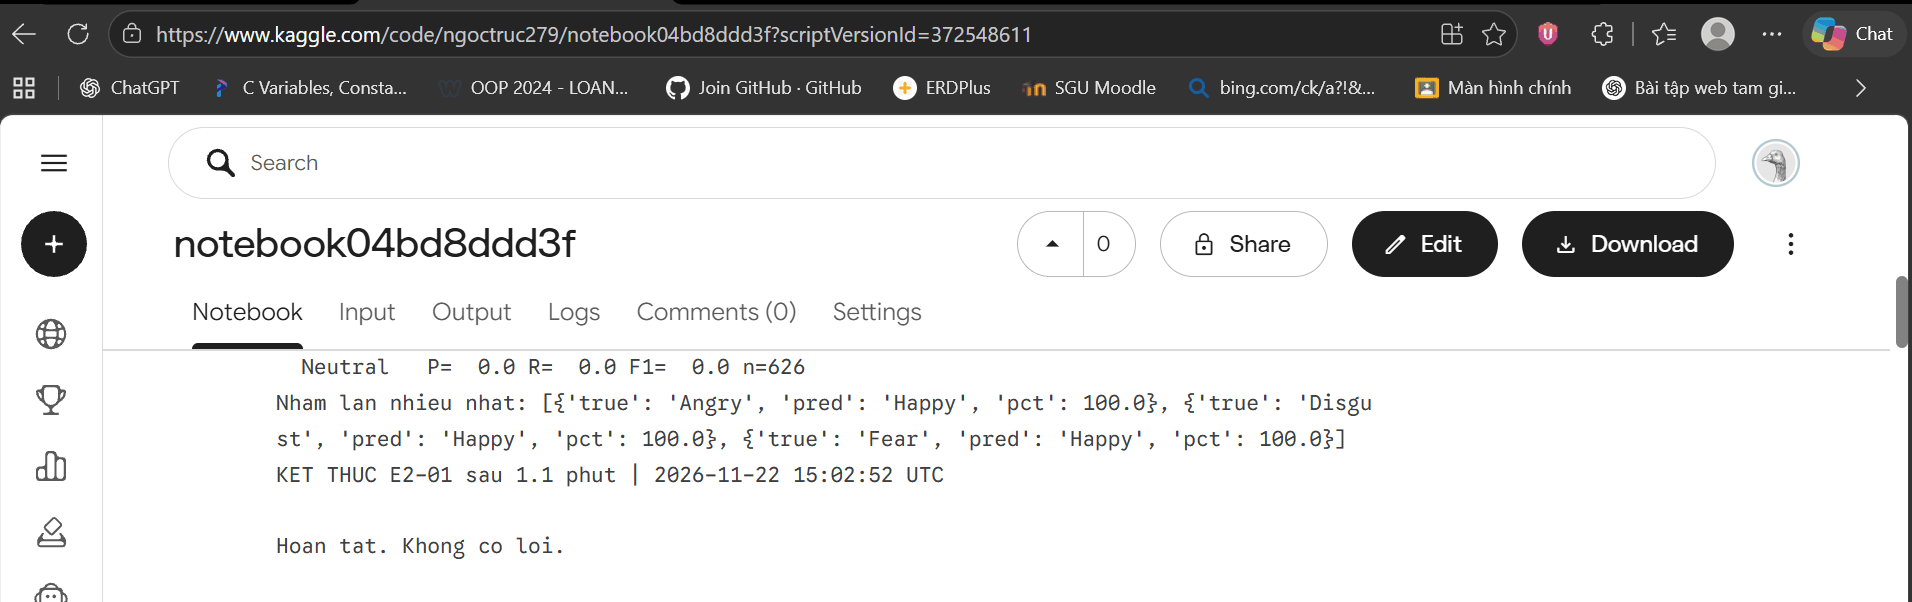 https://www.kaggle.com/code/ngoctruc279/notebook04bd8ddd3f?scriptVersionId=372548611
Chat
ChatGPT
C Variables, Consta...
OOP 2024 - LOAN...
Join GitHub · GitHub
ERDPlus
SGU Moodle
bing.com/ck/a?!&...
Màn hình chính
Bài tập web tam gi...
Search
notebook04bd8ddd3f
0
Share
Edit
Download
Notebook
Input
Output
Logs
Comments (0)
Settings
Neutral P= 0.0 R= 0.0 F1= 0.0 n=626
Nham lan nhieu nhat: [{'true': 'Angry', 'pred': 'Happy', 'pct': 100.0}, {'true': 'Disgu
st', 'pred': 'Happy', 'pct': 100.0}, {'true': 'Fear', 'pred': 'Happy', 'pct': 100.0}]
KET THUC E2-01 sau 1.1 phut | 2026-11-22 15:02:52 UTC
Hoan tat. Khong co loi.